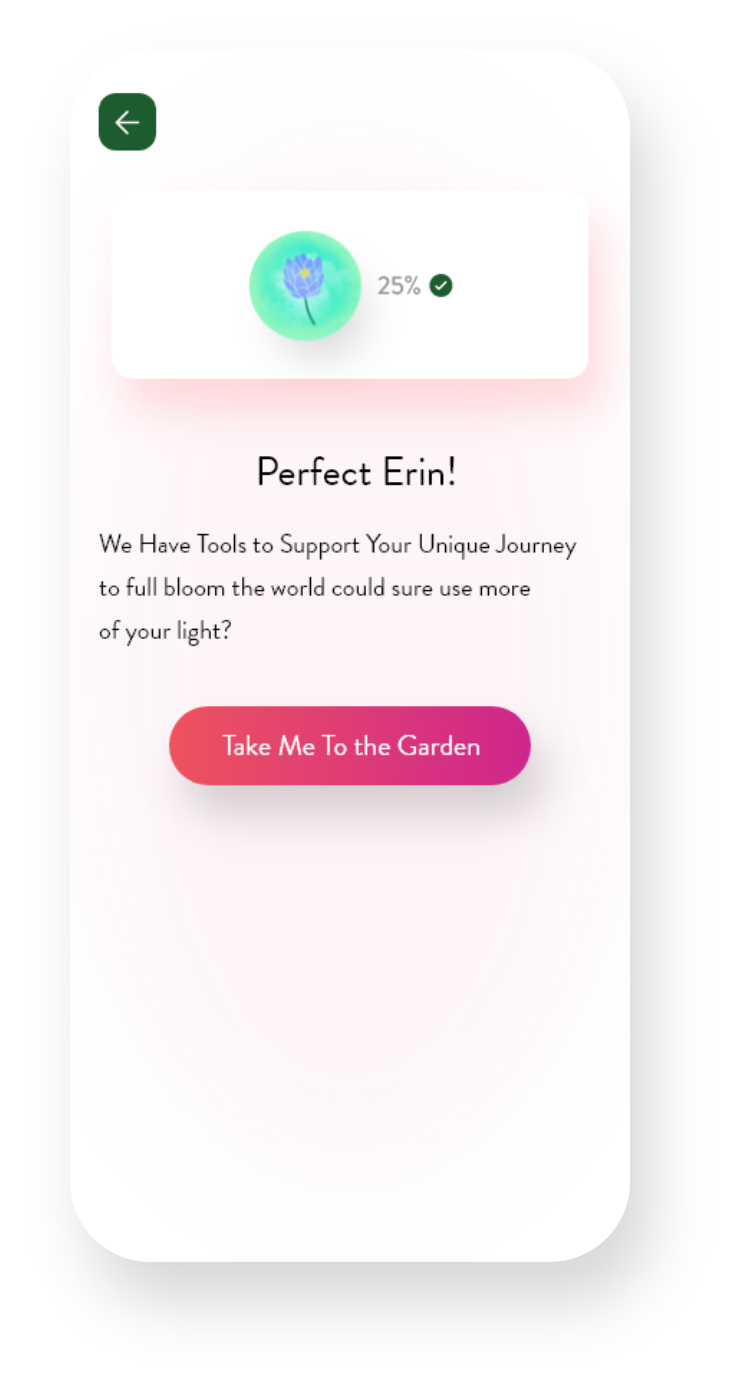 25%
Perfect Erin!
We Have Tools to Support Your Unique Journey
to full bloom the world could sure use more
of your light?
Take Me To the Garden